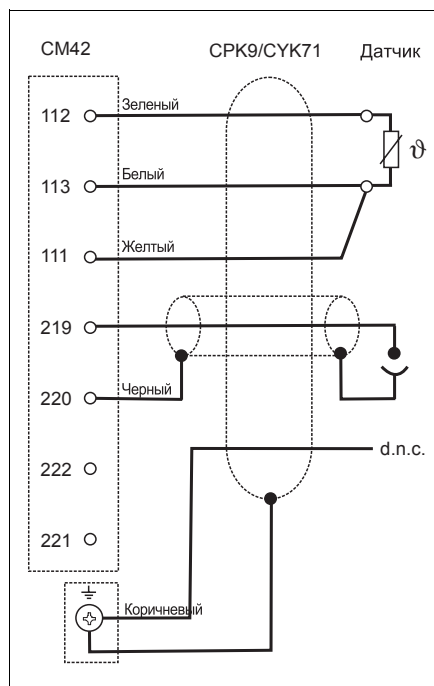 CM42 CPK9/CYK71 Датчик
112 Зеленый
ϑ
113 Белый
111 Желтый
219
220 Черный
d.n.c.
222
221
Коричневый